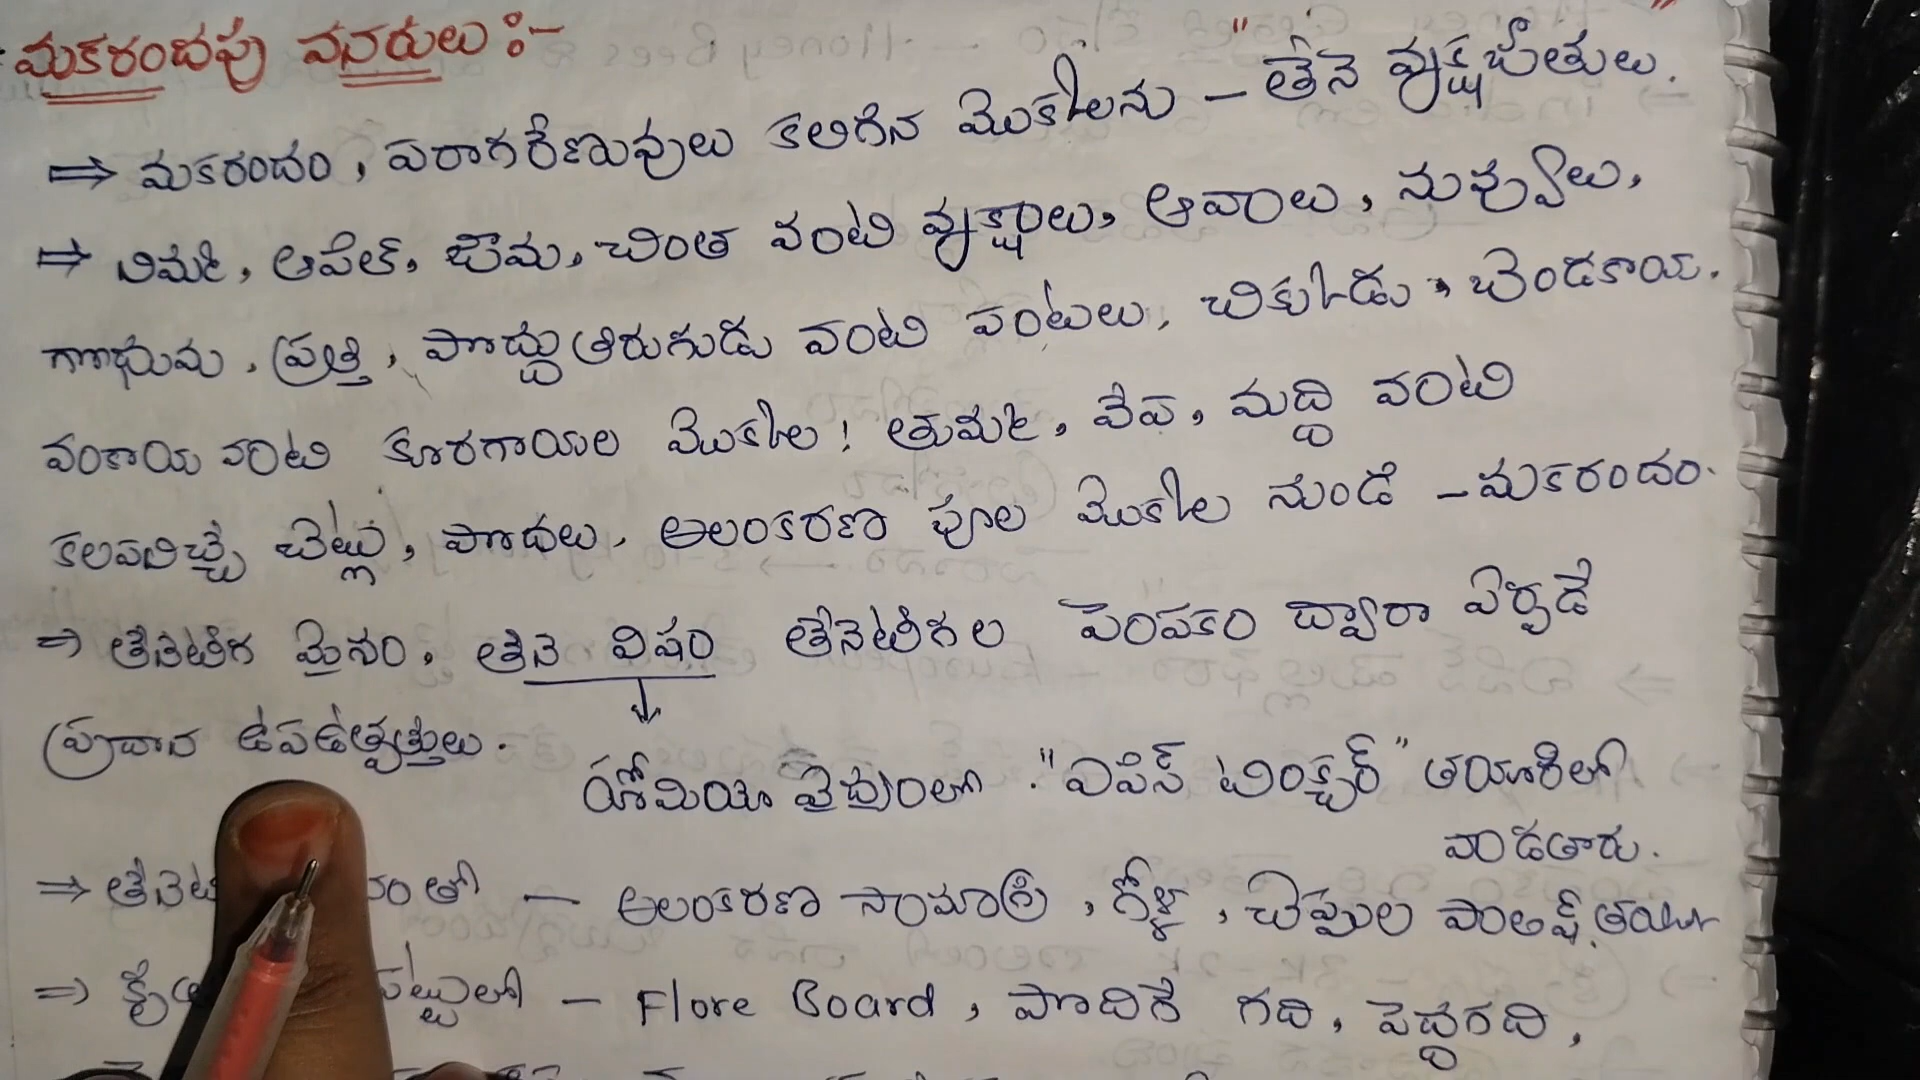 మకరందపు వనరులు :-
⇒ మకరందం, పరాగరేణువులు కలిగిన మొక్కలను - "తేనె వృక్షజాతులు."
⇒ నిమ్మ, ఆపిల్, జామ, చింత వంటి వృక్షాలు, ఆవాలు, నువ్వులు,
గోధుమ, ప్రత్తి, పొద్దుతిరుగుడు వంటి పంటలు, చిక్కుడు, బెండకాయ.
వంకాయ వంటి కూరగాయల మొక్కల! తుమ్మ, వేప, మద్ది వంటి
కలపనిచ్చే చెట్లు, పొదలు, అలంకరణ పూల మొక్కల నుండి - మకరందం.
⇒ తేనెటీగ మైనం, తేనె విషం తేనెటీగల పెంపకం ద్వారా ఏర్పడే
ప్రధాన ఉపఉత్పత్తులు.
హోమియో వైద్యంలో "ఎపిస్ టింక్చర్" తయారీలో
వాడతారు.
⇒ తేనెట నంతో - అలంకరణ సామాగ్రి, గోళ్ళ, చెప్పుల పాలిష్ తయా
⇒ పట్టులో - Flore Board, పొదిగే గది, పెద్దగది,